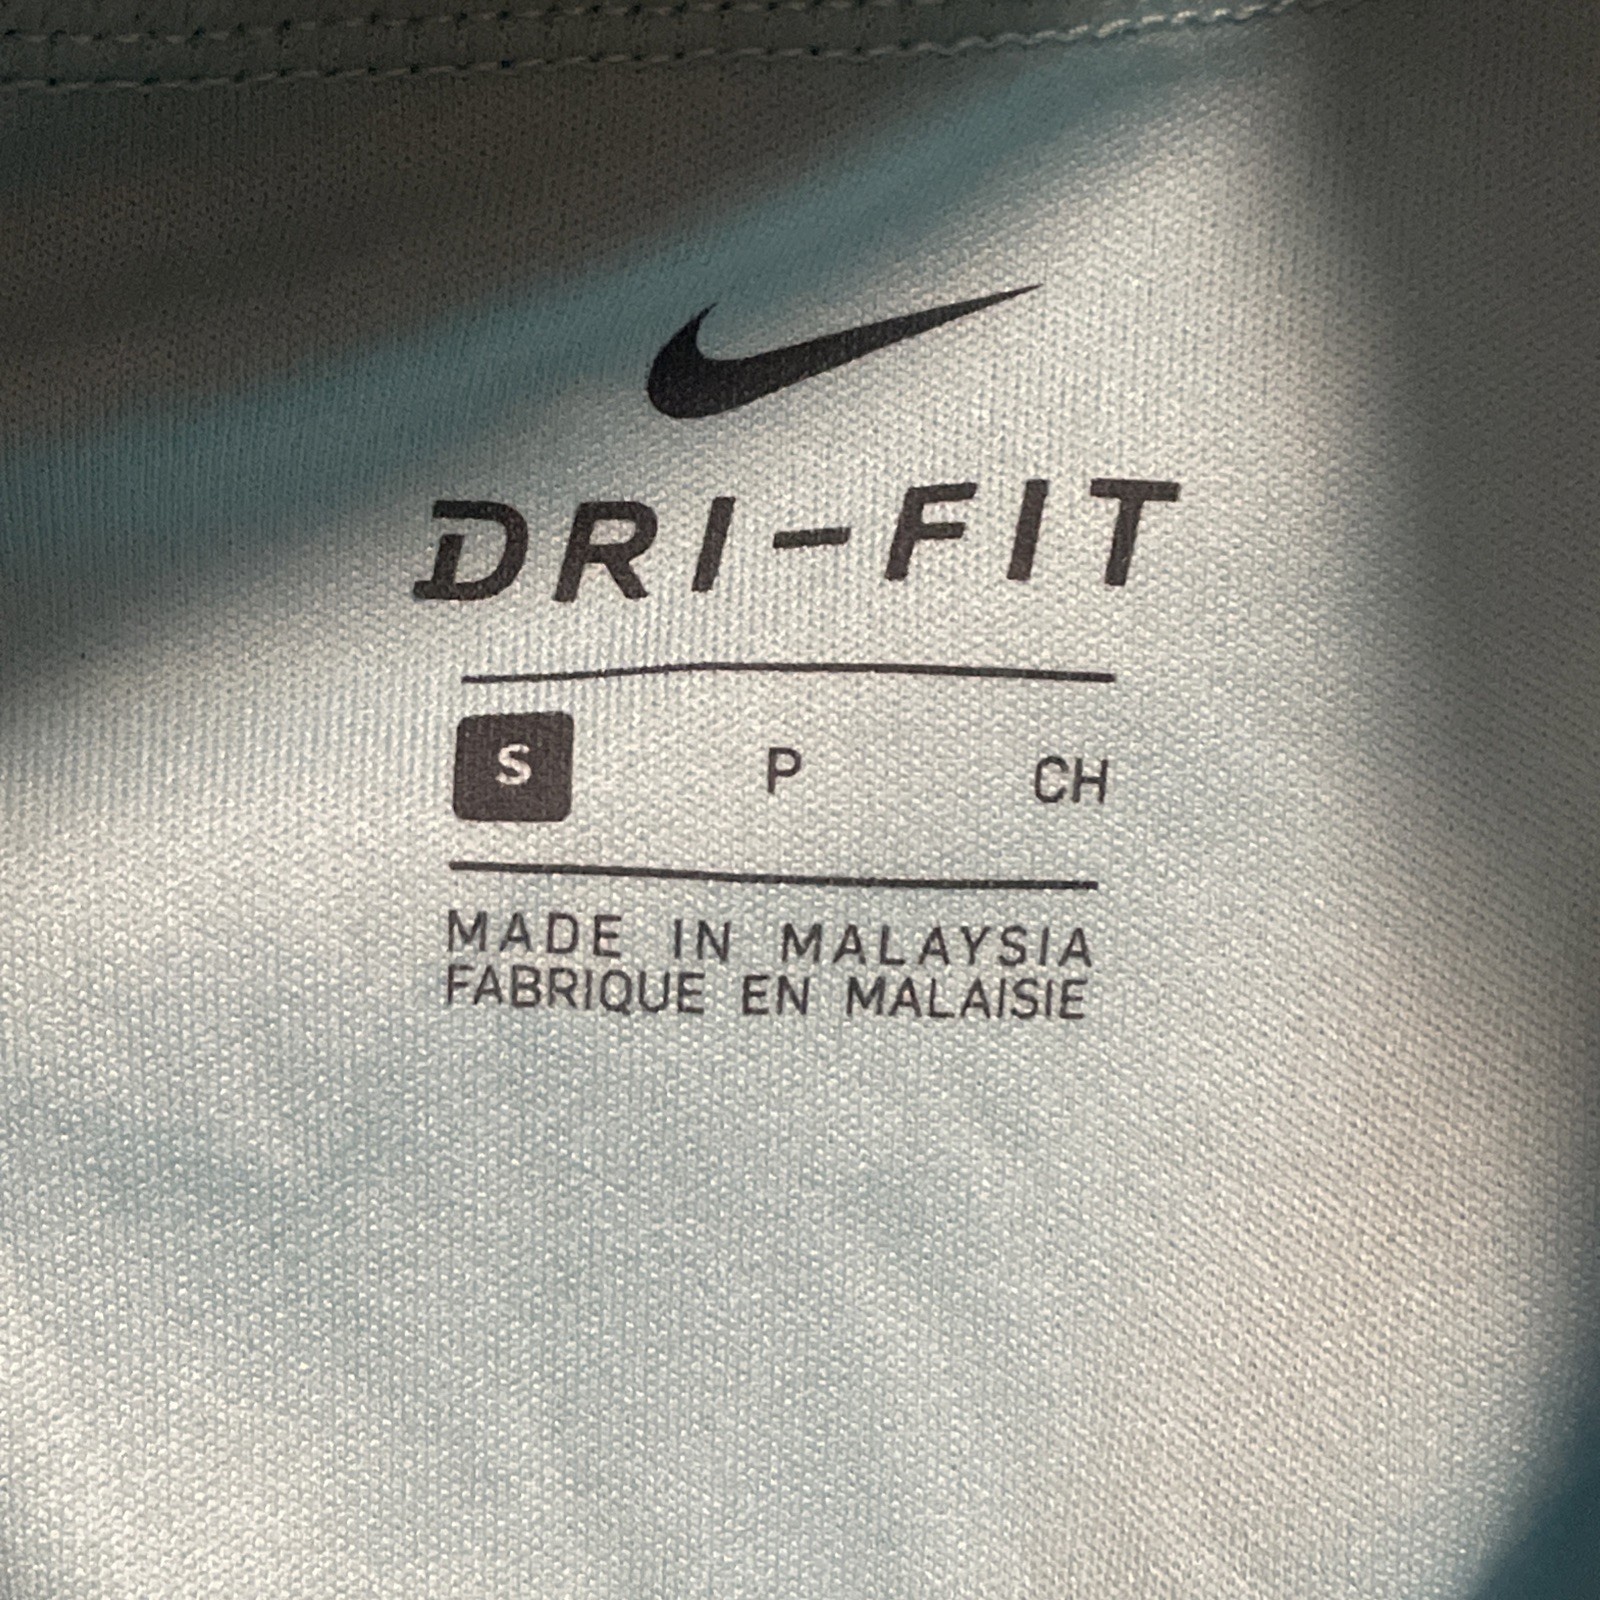 DRI-FIT
S P CH
MADE IN MALAYSIA
FABRIQUE EN MALAISIE